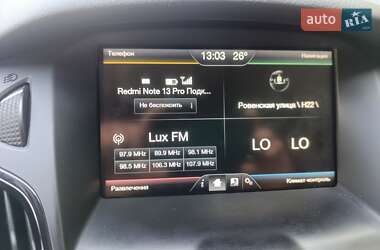 auto RIA.com
Телефон
13:03 26°
Навигация
Redmi Note 13 Pro Подк...
Не беспокоить
i
Ровенская улица \ H22 \
Lux FM
97.9 MHz 89.9 MHz 98.1 MHz
98.5 MHz 106.3 MHz 107.9 MHz
LO LO
Развлечения
i
Климат контроль